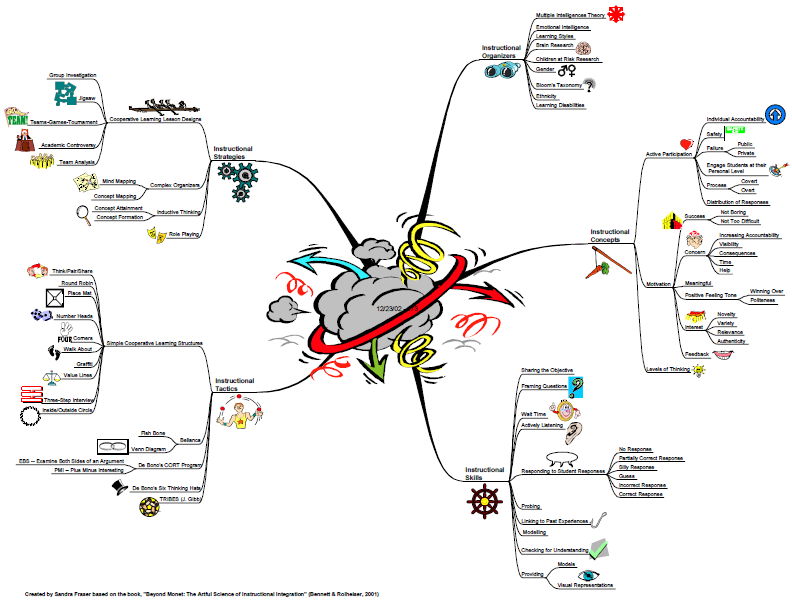 Instructional
Organizers
Multiple Intelligences Theory
Emotional Intelligence
Learning Styles
Brain Research
Children at Risk Research
Gender
Bloom's Taxonomy
Ethnicity
Learning Disabilities
Instructional
Concepts
Active Participation
Individual Accountability
Safety
Failure
Public
Private
Engage Students at their
Personal Level
Process
Covert
Overt
Distribution of Responses
Motivation
Success
Not Boring
Not Too Difficult
Concern
Increasing Accountability
Visibility
Consequences
Time
Help
Meaningful
Positive Feeling Tone
Winning Over
Politeness
Interest
Novelty
Variety
Relevance
Authenticity
Feedback
Levels of Thinking
Instructional
Skills
Sharing the Objective
Framing Questions
Wait Time
Actively Listening
Responding to Student Responses
No Response
Partially Correct Response
Silly Response
Guess
Incorrect Response
Correct Response
Probing
Linking to Past Experiences
Modelling
Checking for Understanding
Providing
Models
Visual Representations
Instructional
Tactics
Simple Cooperative Learning Structures
Think/Pair/Share
Round Robin
Place Mat
Number Heads
FOUR Corners
Walk About
Graffiti
Value Lines
Three-Step Interview
Inside/Outside Circle
Bellanca
Fish Bone
Venn Diagram
De Bono's CORT Program
EBS -- Examine Both Sides of an Argument
PMI -- Plus Minus Interesting
De Bono's Six Thinking Hats
TRIBES (J. Gibb)
Instructional
Strategies
Cooperative Learning Lesson Designs
Group Investigation
Jigsaw
TEAM!
Teams-Games-Tournament
Academic Controversy
Team Analysis
Complex Organizers
Mind Mapping
Concept Mapping
Inductive Thinking
Concept Attainment
Concept Formation
Role Playing
12/23/02
Created by Sandra Fraser based on the book, "Beyond Monet: The Artful Science of Instructional Integration" (Bennett & Rolheiser, 2001)